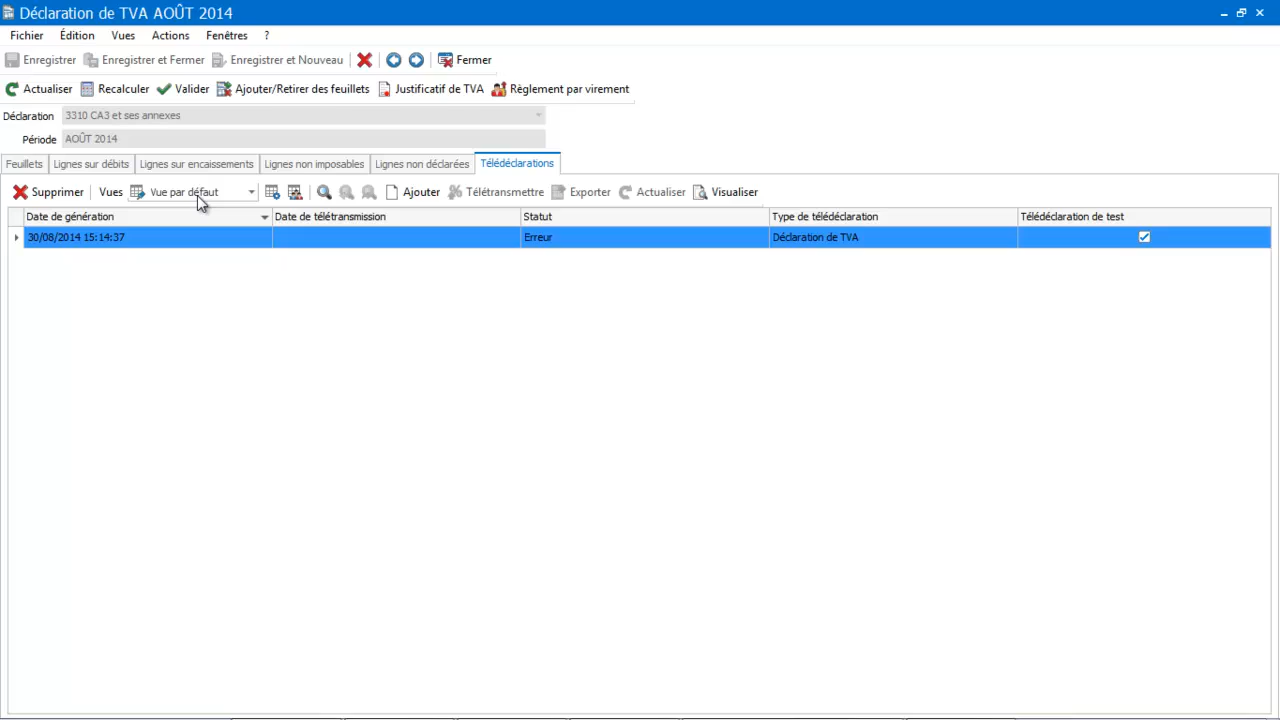 Déclaration de TVA AOÛT 2014
Fichier Édition Vues Actions Fenêtres ?
Enregistrer Enregistrer et Fermer Enregistrer et Nouveau Fermer
Actualiser Recalculer Valider Ajouter/Retirer des feuillets Justificatif de TVA Règlement par virement
Déclaration 3310 CA3 et ses annexes
Période AOÛT 2014
Feuillets Lignes sur débits Lignes sur encaissements Lignes non imposables Lignes non déclarées Télédéclarations
Supprimer Vues Vue par défaut Ajouter Télétransmettre Exporter Actualiser Visualiser
Date de génération Date de télétransmission Statut Type de télédéclaration Télédéclaration de test
30/08/2014 15:14:37 Erreur Déclaration de TVA